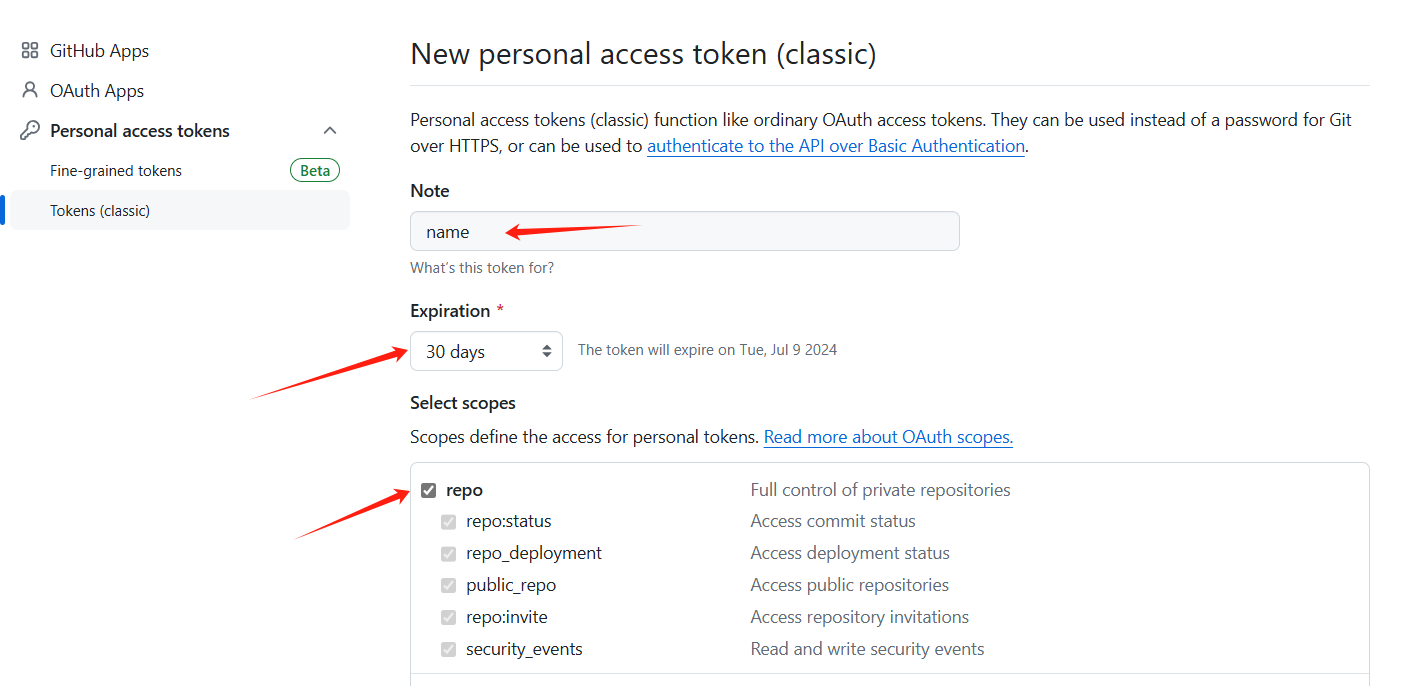 GitHub Apps
OAuth Apps
Personal access tokens
Fine-grained tokens Beta
Tokens (classic)
New personal access token (classic)
Personal access tokens (classic) function like ordinary OAuth access tokens. They can be used instead of a password for Git
over HTTPS, or can be used to authenticate to the API over Basic Authentication.
Note
name
What's this token for?
Expiration *
30 days The token will expire on Tue, Jul 9 2024
Select scopes
Scopes define the access for personal tokens. Read more about OAuth scopes.
repo Full control of private repositories
repo:status Access commit status
repo_deployment Access deployment status
public_repo Access public repositories
repo:invite Access repository invitations
security_events Read and write security events